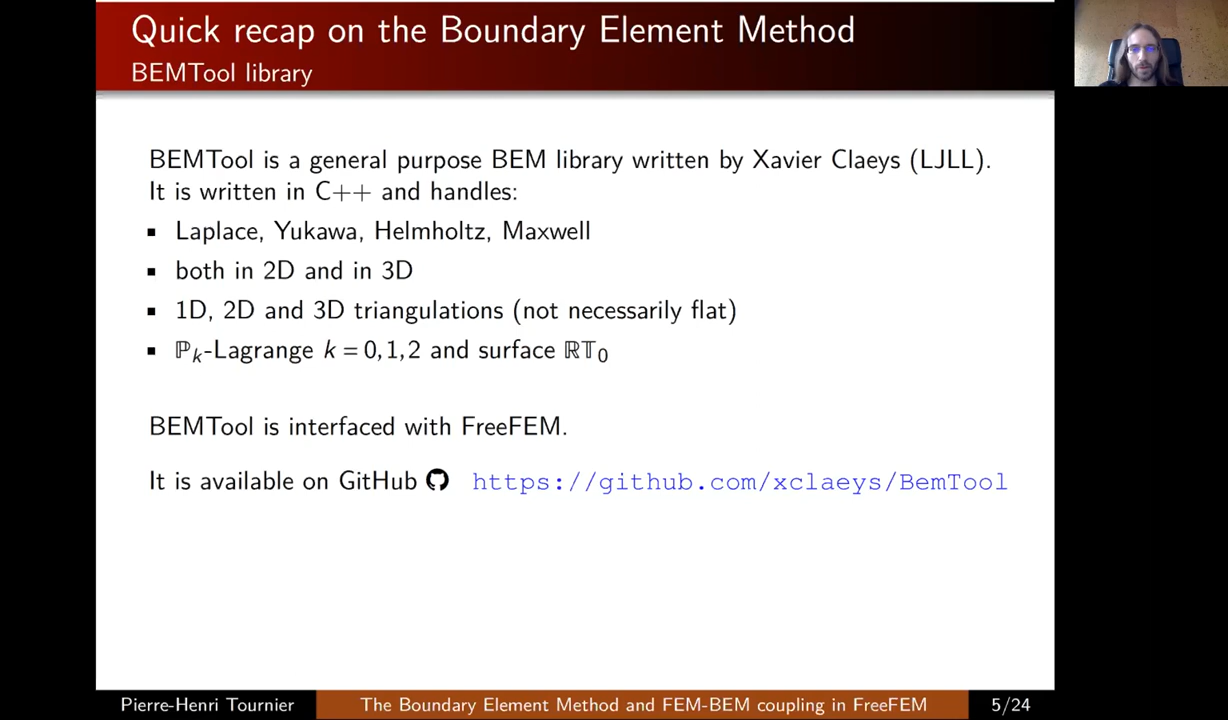 Quick recap on the Boundary Element Method
BEMTool library
BEMTool is a general purpose BEM library written by Xavier Claeys (LJLL).
It is written in C++ and handles:
▪ Laplace, Yukawa, Helmholtz, Maxwell
▪ both in 2D and in 3D
▪ 1D, 2D and 3D triangulations (not necessarily flat)
▪ ℙₖ-Lagrange k = 0, 1, 2 and surface ℝ𝕋₀
BEMTool is interfaced with FreeFEM.
It is available on GitHub https://github.com/xclaeys/BemTool
Pierre-Henri Tournier The Boundary Element Method and FEM-BEM coupling in FreeFEM 5/24